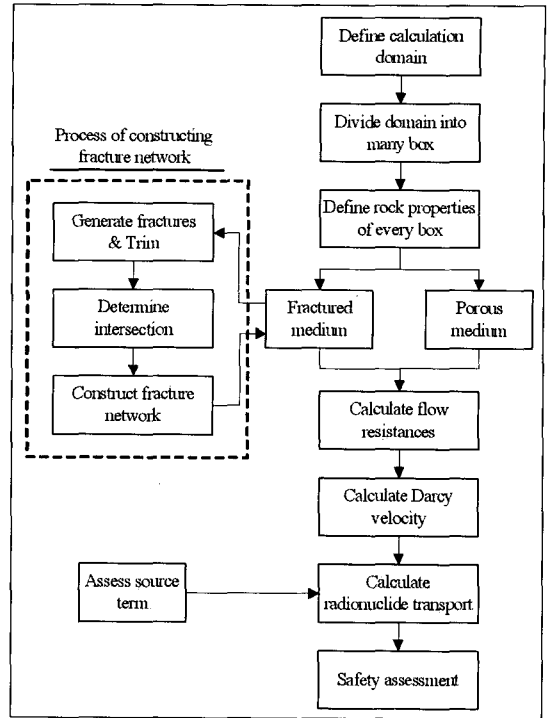 Define calculation
domain
Divide domain into
many box
Process of constructing
fracture network
Define rock properties
of every box
Generate fractures
& Trim
Determine
intersection
Construct fracture
network
Fractured
medium
Porous
medium
Calculate flow
resistances
Calculate Darcy
velocity
Assess source
term
Calculate
radionuclide transport
Safety assessment